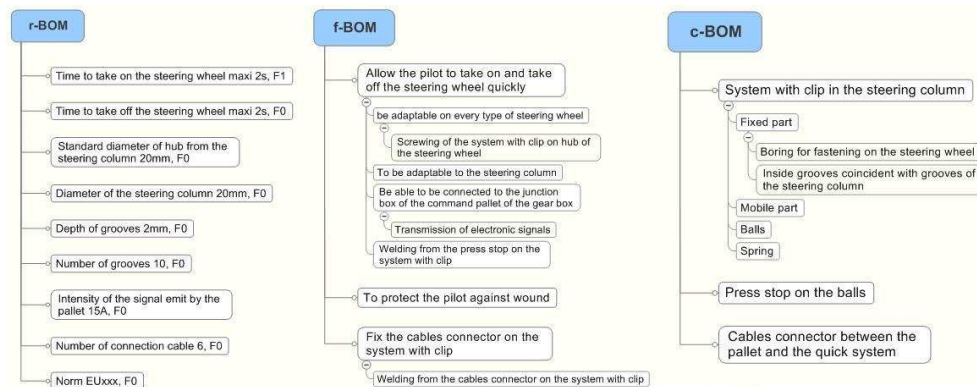 r-BOM
Time to take on the steering wheel maxi 2s, F1
Time to take off the steering wheel maxi 2s, F0
Standard diameter of hub from the
steering column 20mm, F0
Diameter of the steering column 20mm, F0
Depth of grooves 2mm, F0
Number of grooves 10, F0
Intensity of the signal emit by the
pallet 15A, F0
Number of connection cable 6, F0
Norm EUxxx, F0
f-BOM
Allow the pilot to take on and take
off the steering wheel quickly
be adaptable on every type of steering wheel
Screwing of the system with clip on hub of
the steering wheel
To be adaptable to the steering column
Be able to be connected to the junction
box of the command pallet of the gear box
Transmission of electronic signals
Welding from the press stop on the
system with clip
To protect the pilot against wound
Fix the cables connector on the
system with clip
Welding from the cables connector on the system with clip
c-BOM
System with clip in the steering column
Fixed part
Boring for fastening on the steering wheel
Inside grooves coincident with grooves of
the steering column
Mobile part
Balls
Spring
Press stop on the balls
Cables connector between the
pallet and the quick system